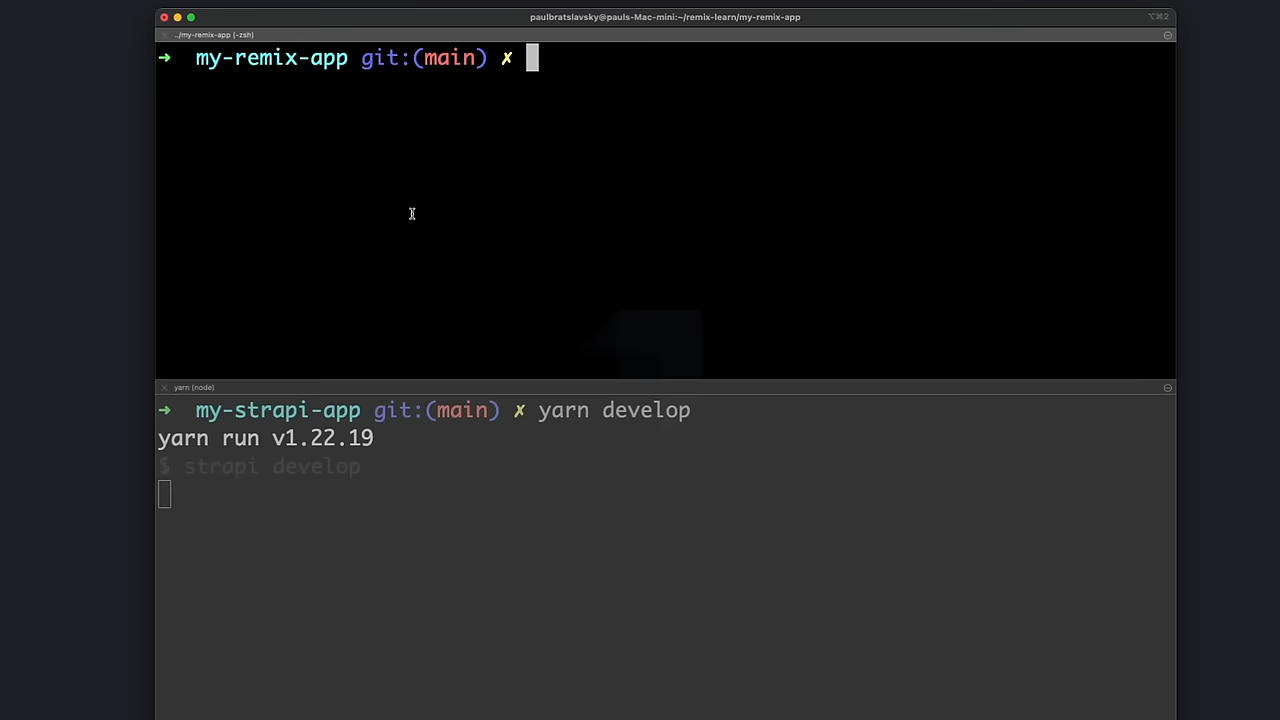 paulbratslavsky@pauls-Mac-mini:~/remix-learn/my-remix-app
⌥⌘2
../my-remix-app (-zsh)
➜ my-remix-app git:(main) ✗
yarn (node)
➜ my-strapi-app git:(main) ✗ yarn develop
yarn run v1.22.19
$ strapi develop